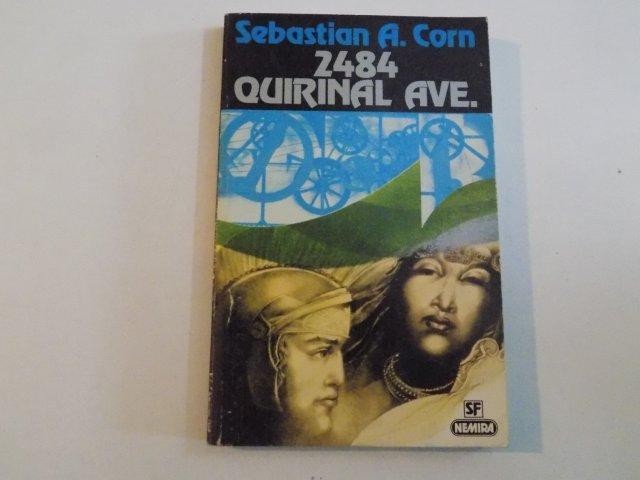 Sebastian A. Corn
2484
QUIRINAL AVE.
SF
NEMIRA